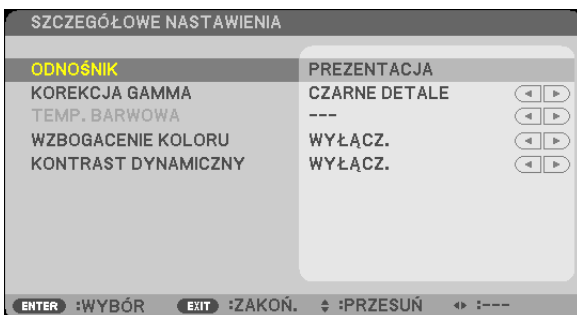 SZCZEGÓŁOWE NASTAWIENIA
ODNOŚNIK PREZENTACJA
KOREKCJA GAMMA CZARNE DETALE
TEMP. BARWOWA ---
WZBOGACENIE KOLORU WYŁĄCZ.
KONTRAST DYNAMICZNY WYŁĄCZ.
ENTER :WYBÓR EXIT :ZAKOŃ. :PRZESUŃ :---